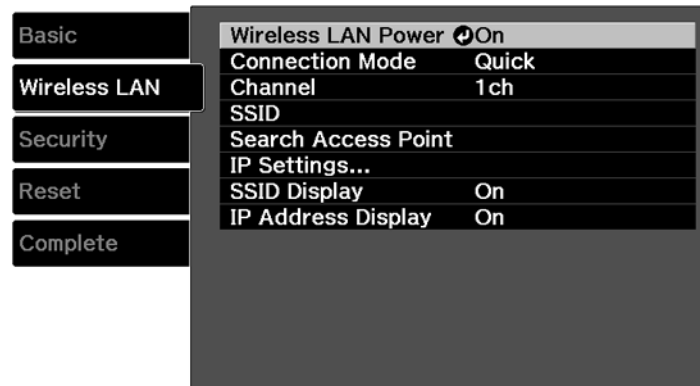 Basic
Wireless LAN
Security
Reset
Complete
Wireless LAN Power On
Connection Mode Quick
Channel 1ch
SSID
Search Access Point
IP Settings...
SSID Display On
IP Address Display On